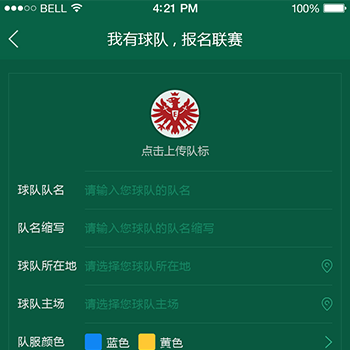 BELL 4:21 PM 100%
我有球队，报名联赛
点击上传队标
球队队名 请输入您球队的队名
队名缩写 请输入您球队的队名缩写
球队所在地 请选择您球队所在地
球队主场 请选择您球队主场
队服颜色 蓝色 黄色